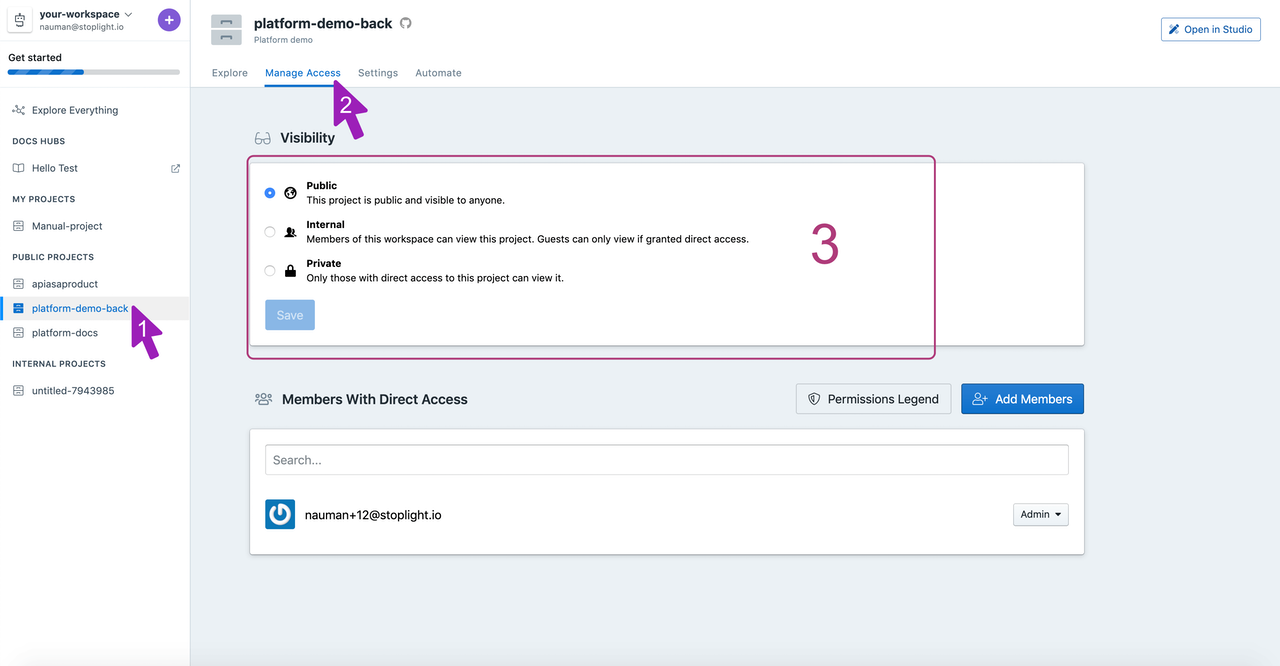 your-workspace
nauman@stoplight.io
Get started
Explore Everything
DOCS HUBS
Hello Test
MY PROJECTS
Manual-project
PUBLIC PROJECTS
apiasaproduct
platform-demo-back
1
platform-docs
INTERNAL PROJECTS
untitled-7943985
platform-demo-back
Platform demo
Open in Studio
Explore Manage Access Settings Automate
2
Visibility
Public
This project is public and visible to anyone.
Internal
Members of this workspace can view this project. Guests can only view if granted direct access.
3
Private
Only those with direct access to this project can view it.
Save
Members With Direct Access
Permissions Legend
Add Members
Search...
nauman+12@stoplight.io
Admin